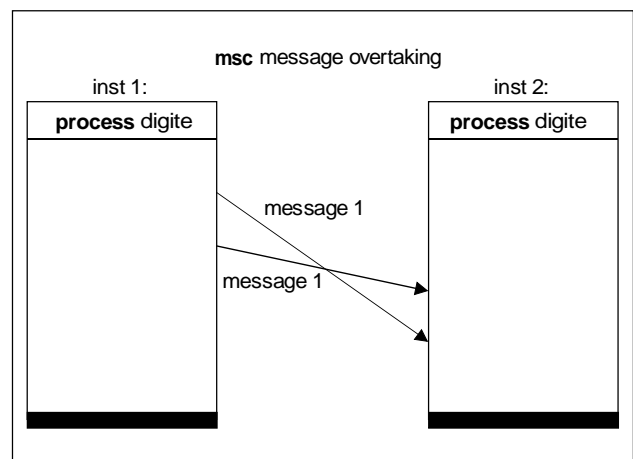 msc message overtaking
inst 1:
inst 2:
process digite
process digite
message 1
message 1